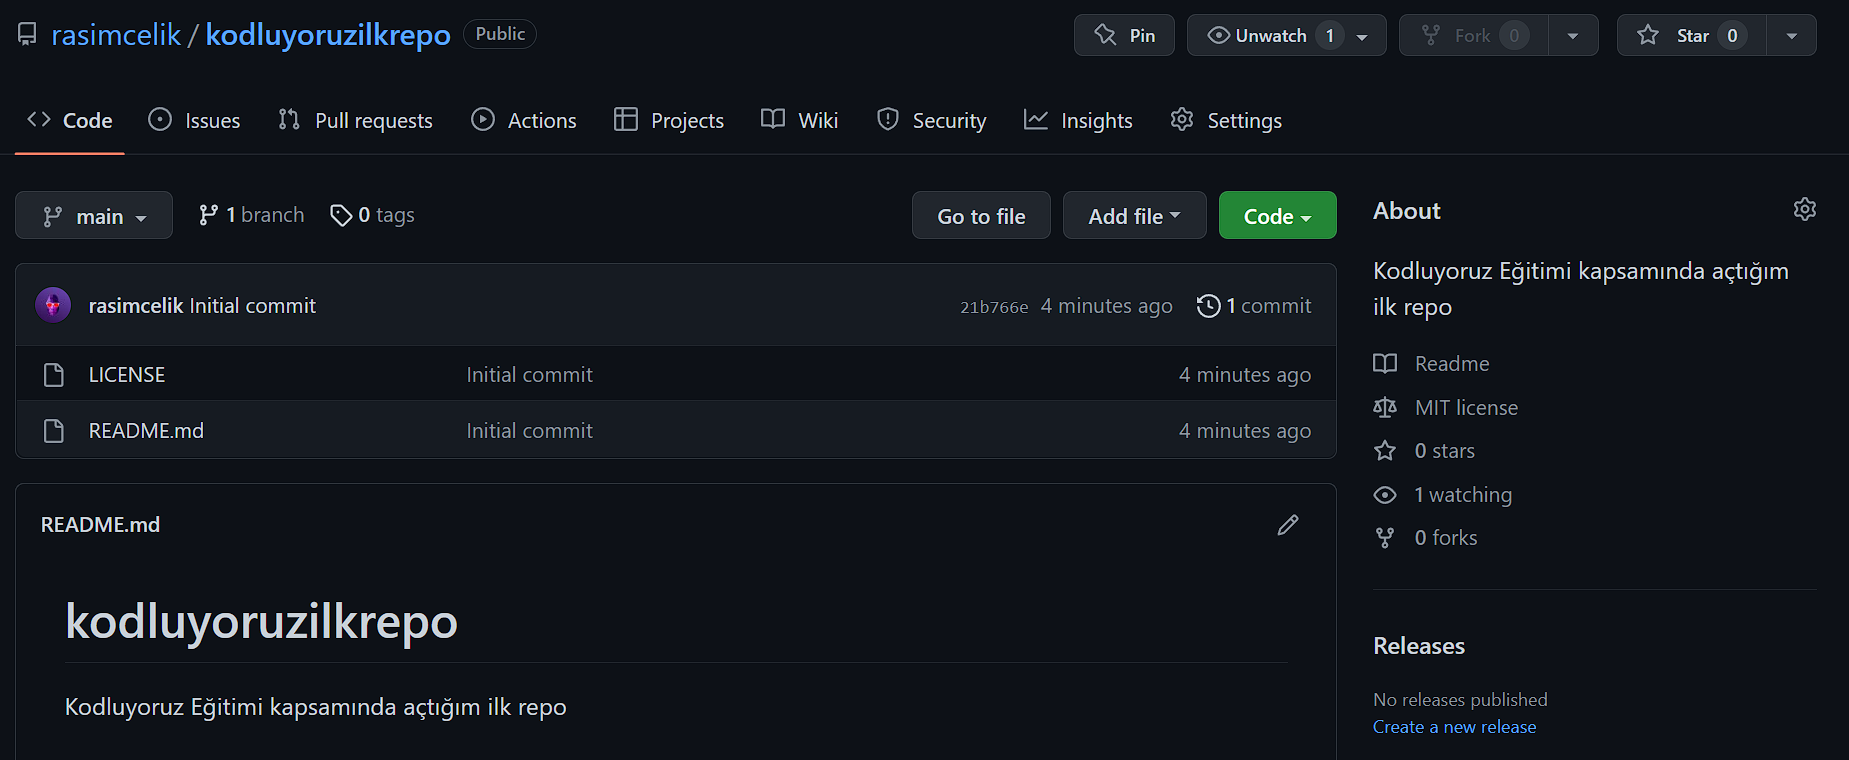 rasimcelik / kodluyoruzilkrepo Public Pin Unwatch 1 Fork 0 Star 0
Code Issues Pull requests Actions Projects Wiki Security Insights Settings
main 1 branch 0 tags Go to file Add file Code
rasimcelik Initial commit 21b766e 4 minutes ago 1 commit
LICENSE Initial commit 4 minutes ago
README.md Initial commit 4 minutes ago
README.md
kodluyoruzilkrepo
Kodluyoruz Eğitimi kapsamında açtığım ilk repo
About
Kodluyoruz Eğitimi kapsamında açtığım
ilk repo
Readme
MIT license
0 stars
1 watching
0 forks
Releases
No releases published
Create a new release